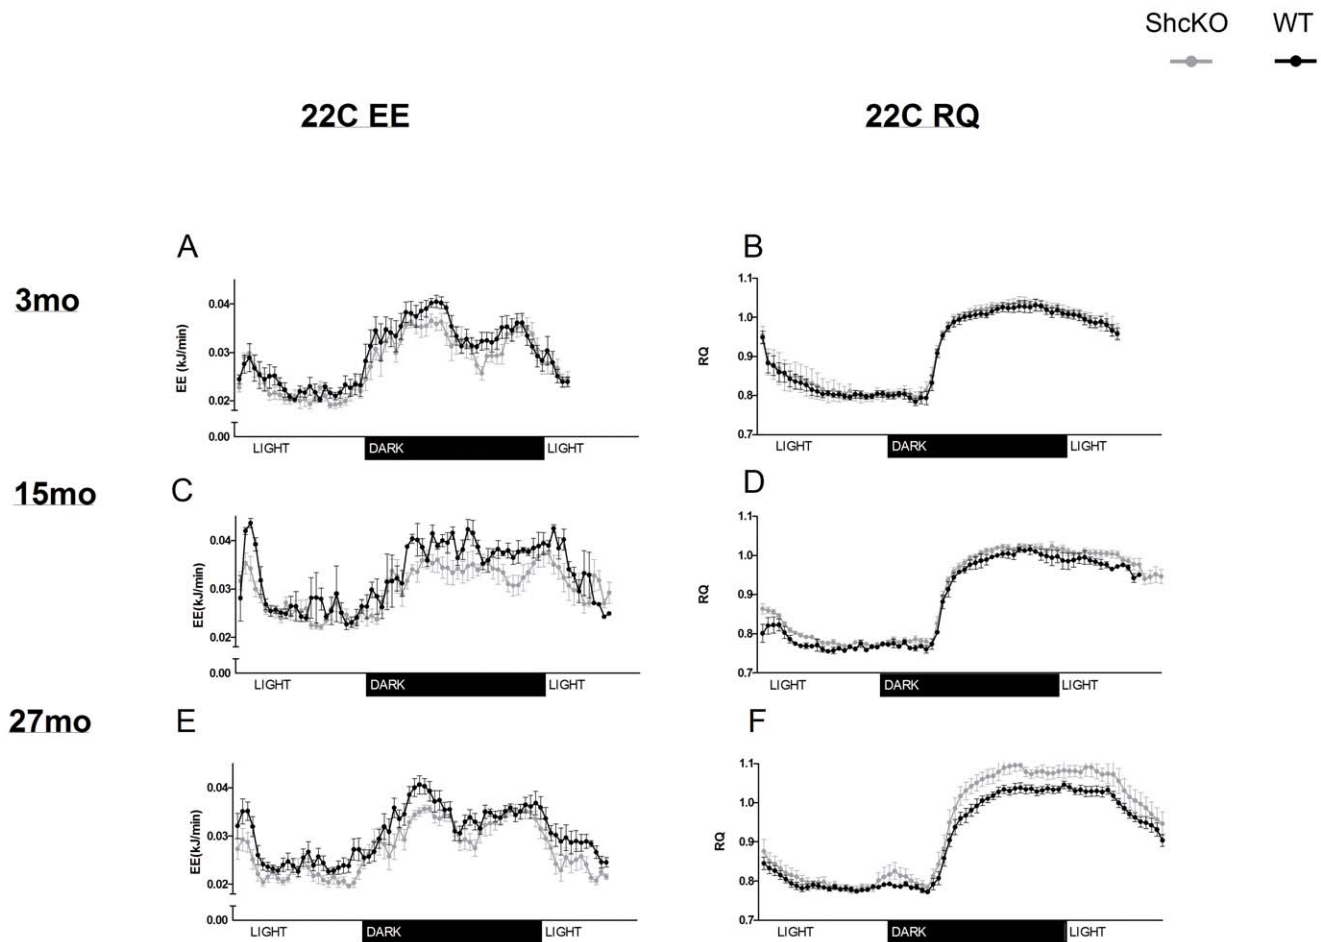 ShcKO WT
22C EE 22C RQ
3mo
A
EE (kJ/min)
0.04
0.03
0.02
0.00
LIGHT DARK LIGHT
B
RQ
1.1
1.0
0.9
0.8
0.7
LIGHT DARK LIGHT
15mo
C
EE(kJ/min)
0.04
0.03
0.02
0.00
LIGHT DARK LIGHT
D
RQ
1.1
1.0
0.9
0.8
0.7
LIGHT DARK LIGHT
27mo
E
EE(kJ/min)
0.04
0.03
0.02
0.00
LIGHT DARK LIGHT
F
RQ
1.1
1.0
0.9
0.8
0.7
LIGHT DARK LIGHT